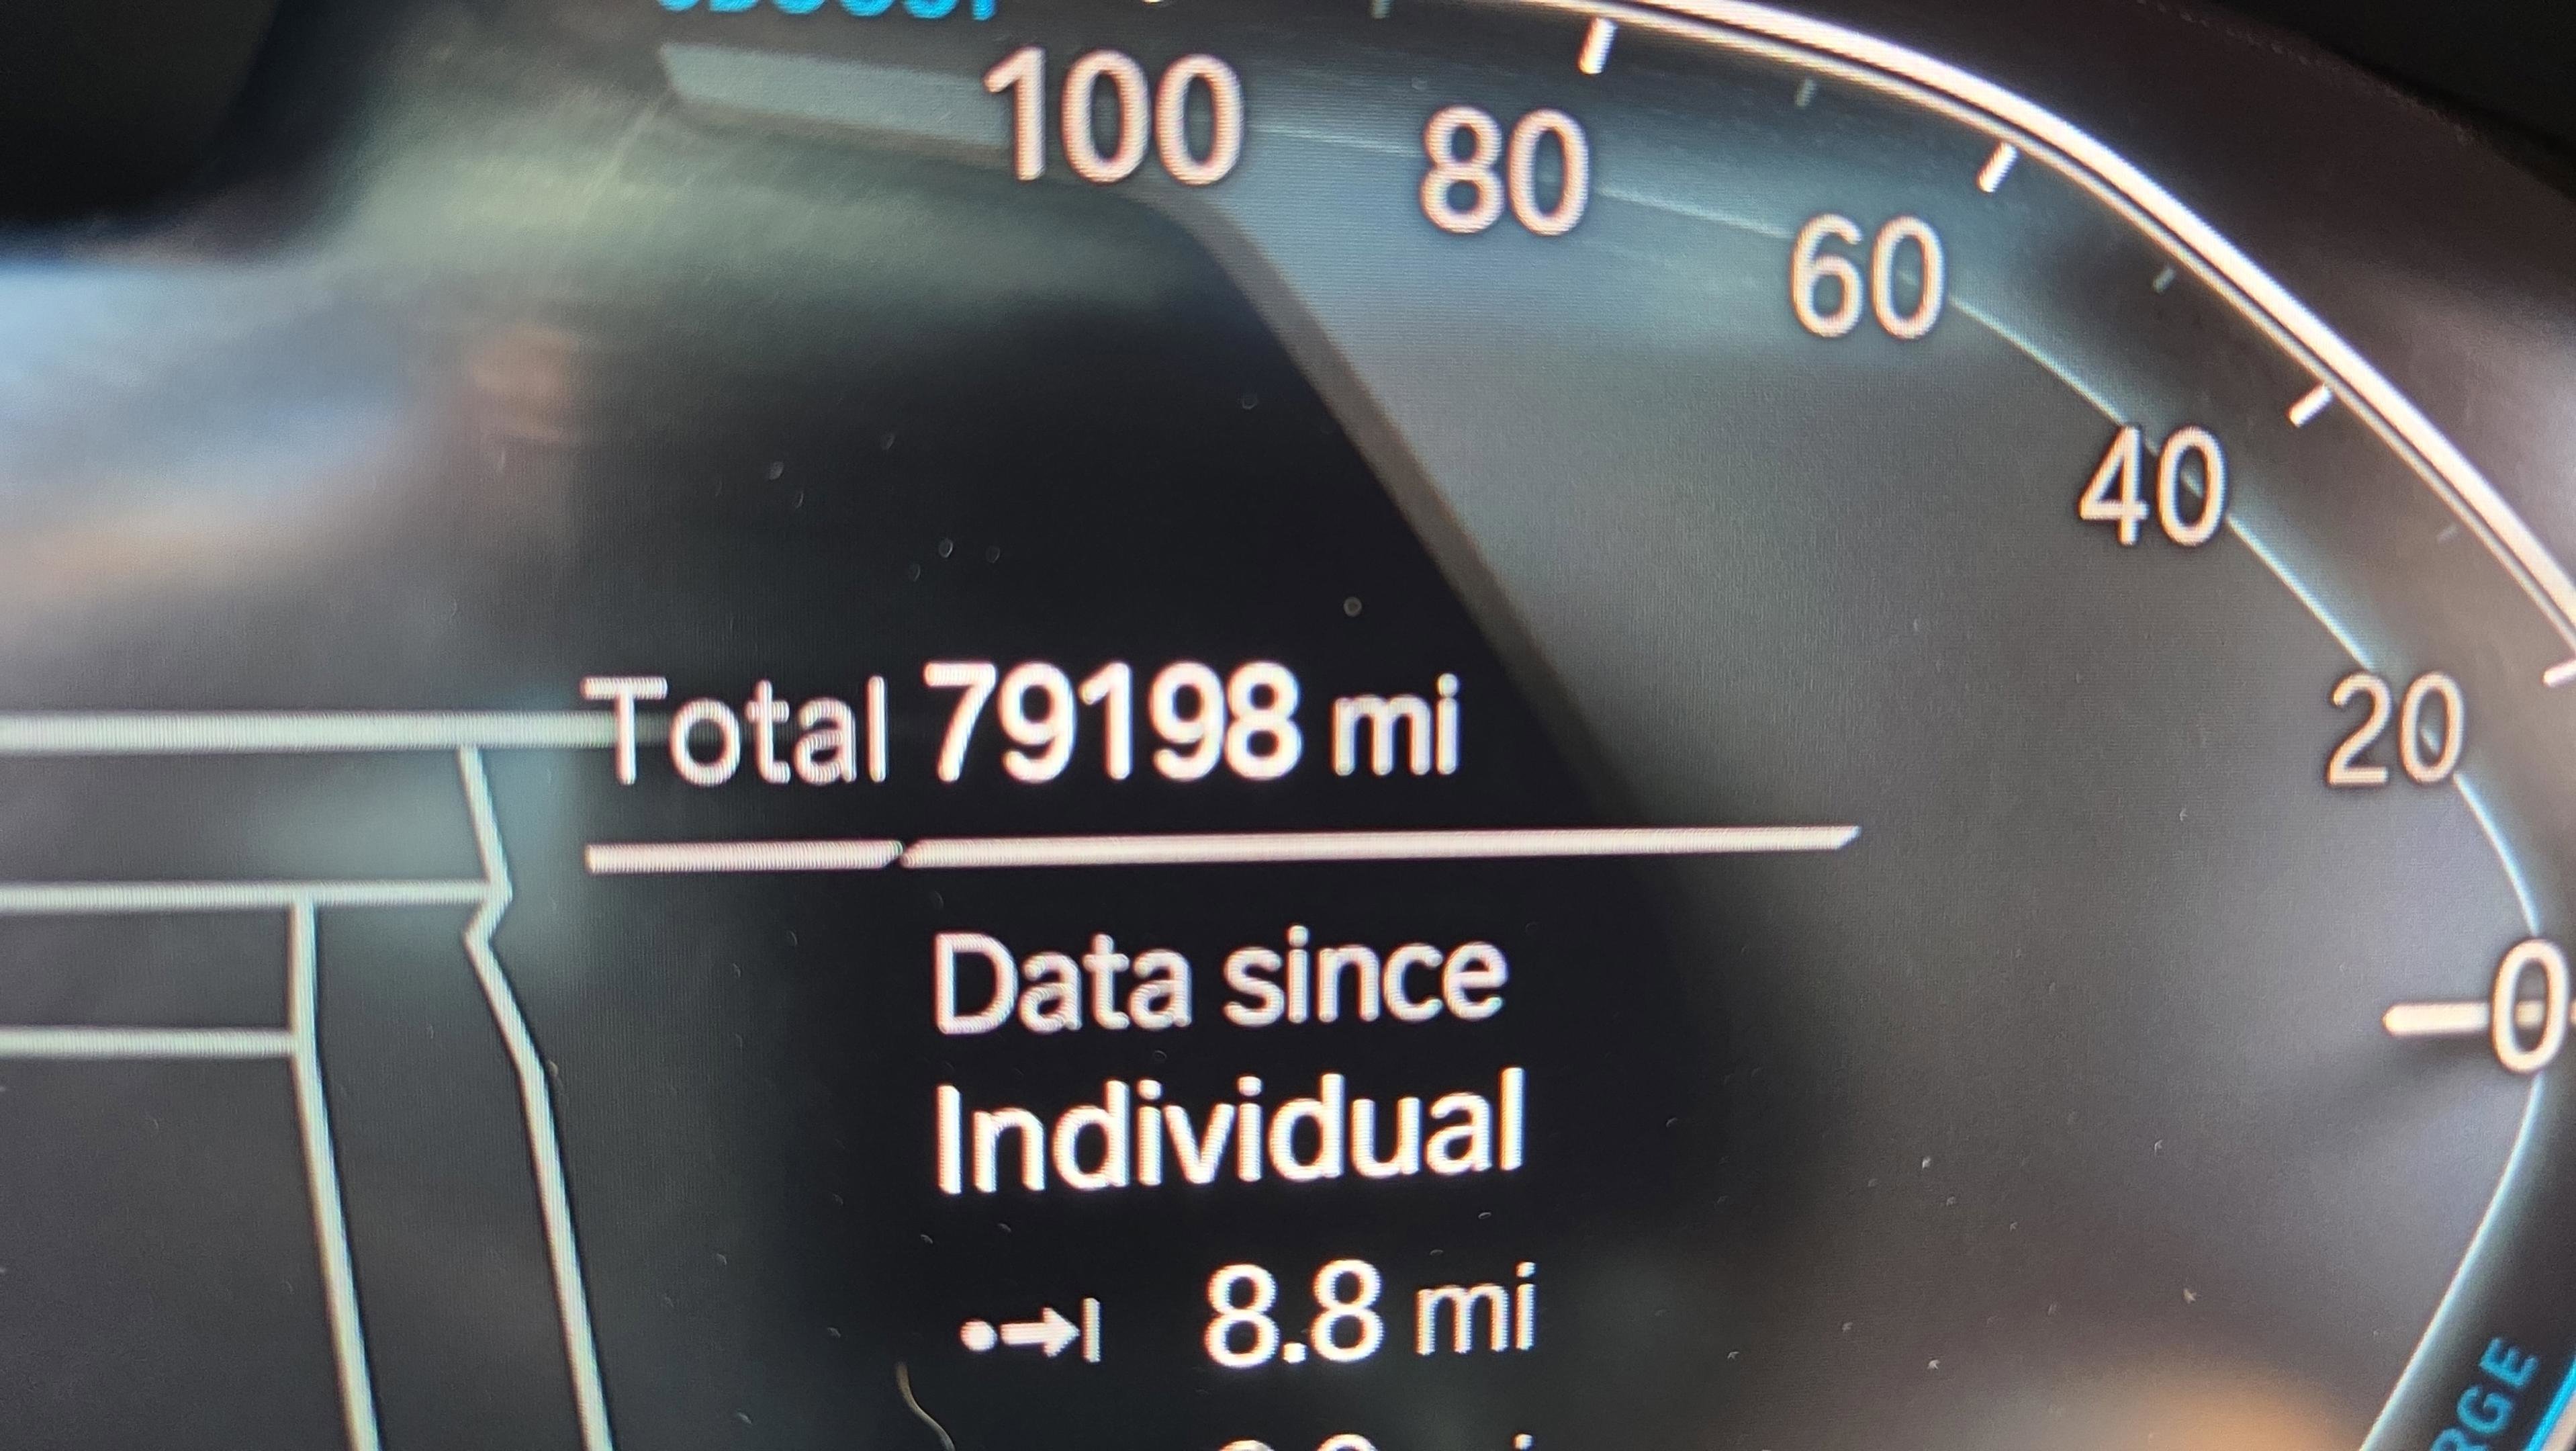 100
80
60
40
20
0
Total 79198 mi
Data since
Individual
8.8 mi